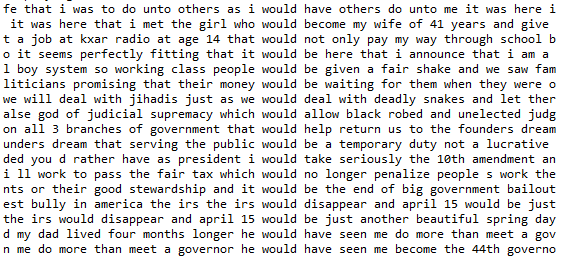 fe that i was to do unto others as i would have others do unto me it was here i
it was here that i met the girl who would become my wife of 41 years and give
t a job at kxar radio at age 14 that would not only pay my way through school b
o it seems perfectly fitting that it would be here that i announce that i am a
l boy system so working class people would be given a fair shake and we saw fam
liticians promising that their money would be waiting for them when they were o
we will deal with jihadis just as we would deal with deadly snakes and let ther
alse god of judicial supremacy which would allow black robed and unelected judg
on all 3 branches of government that would help return us to the founders dream
unders dream that serving the public would be a temporary duty not a lucrative
ded you d rather have as president i would take seriously the 10th amendment an
i ll work to pass the fair tax which would no longer penalize people s work the
nts or their good stewardship and it would be the end of big government bailout
est bully in america the irs the irs would disappear and april 15 would be just
the irs would disappear and april 15 would be just another beautiful spring day
d my dad lived four months longer he would have seen me do more than meet a gov
n me do more than meet a governor he would have seen me become the 44th governo